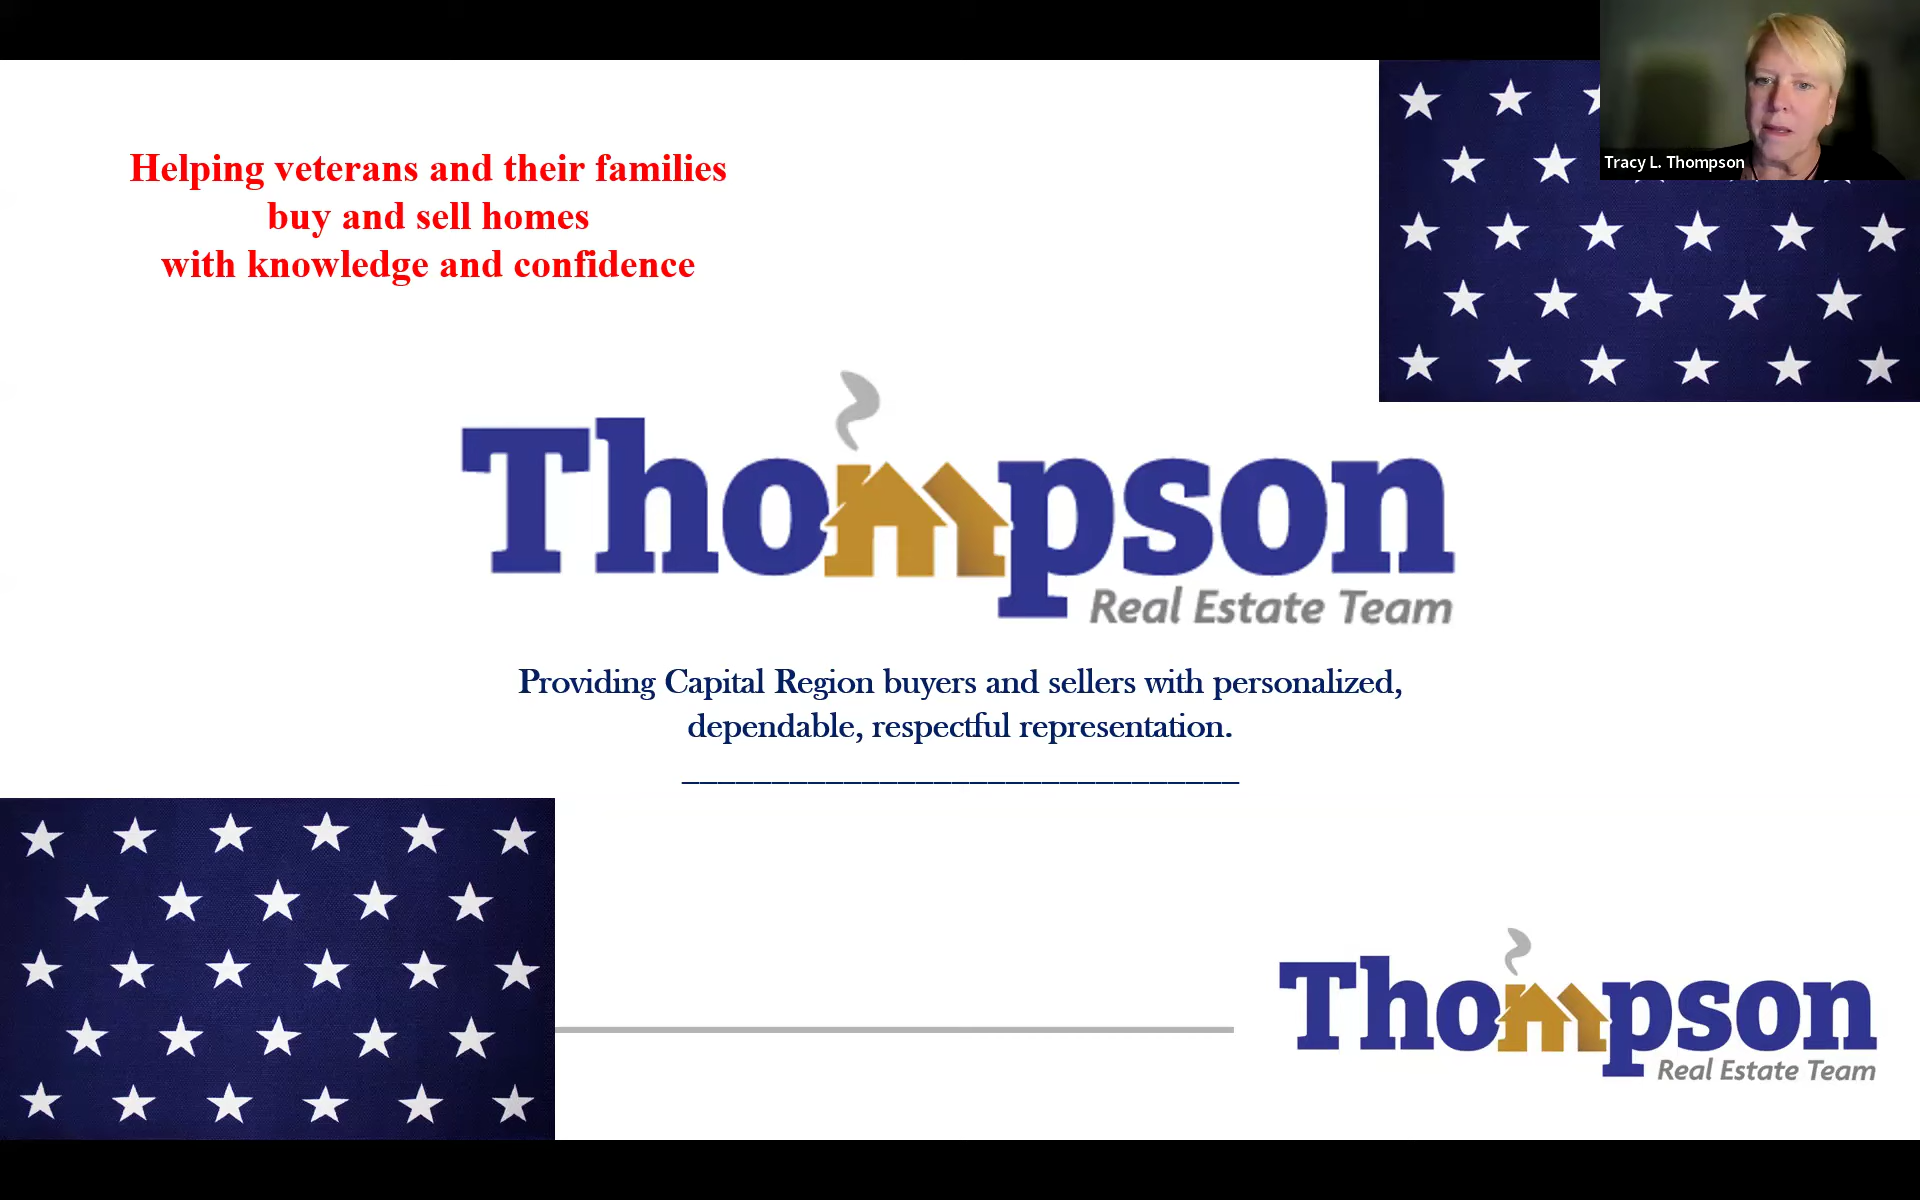 Tracy L. Thompson
Helping veterans and their families
buy and sell homes
with knowledge and confidence
Thompson
Real Estate Team
Providing Capital Region buyers and sellers with personalized,
dependable, respectful representation.
Thompson
Real Estate Team